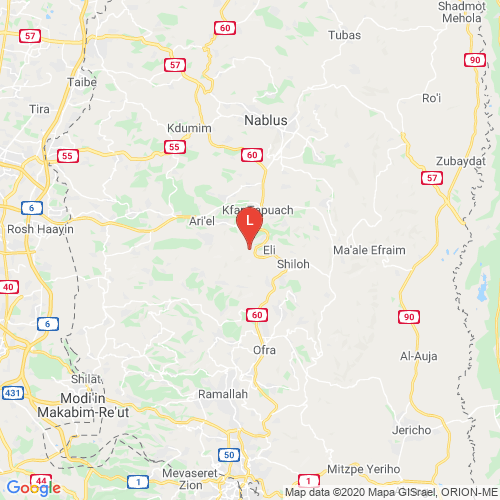 Shadmot
Mehola
60
57
Tubas
90
57
Taibe
Ro'i
Tira
Nablus
Kdumim
55
55
60
Zubaydat
57
6
Kfar Tapuach
Ari'el
L
Rosh Haayin
Eli
Ma'ale Efraim
Shiloh
40
60
90
6
Ofra
Al-Auja
Shilat
431
Ramallah
Modi'in
Makabim-Re'ut
Jericho
50
Mevaseret
Zion
Mitzpe Yeriho
44
1
1
Google
Map data ©2020 Mapa GISrael, ORION.ME